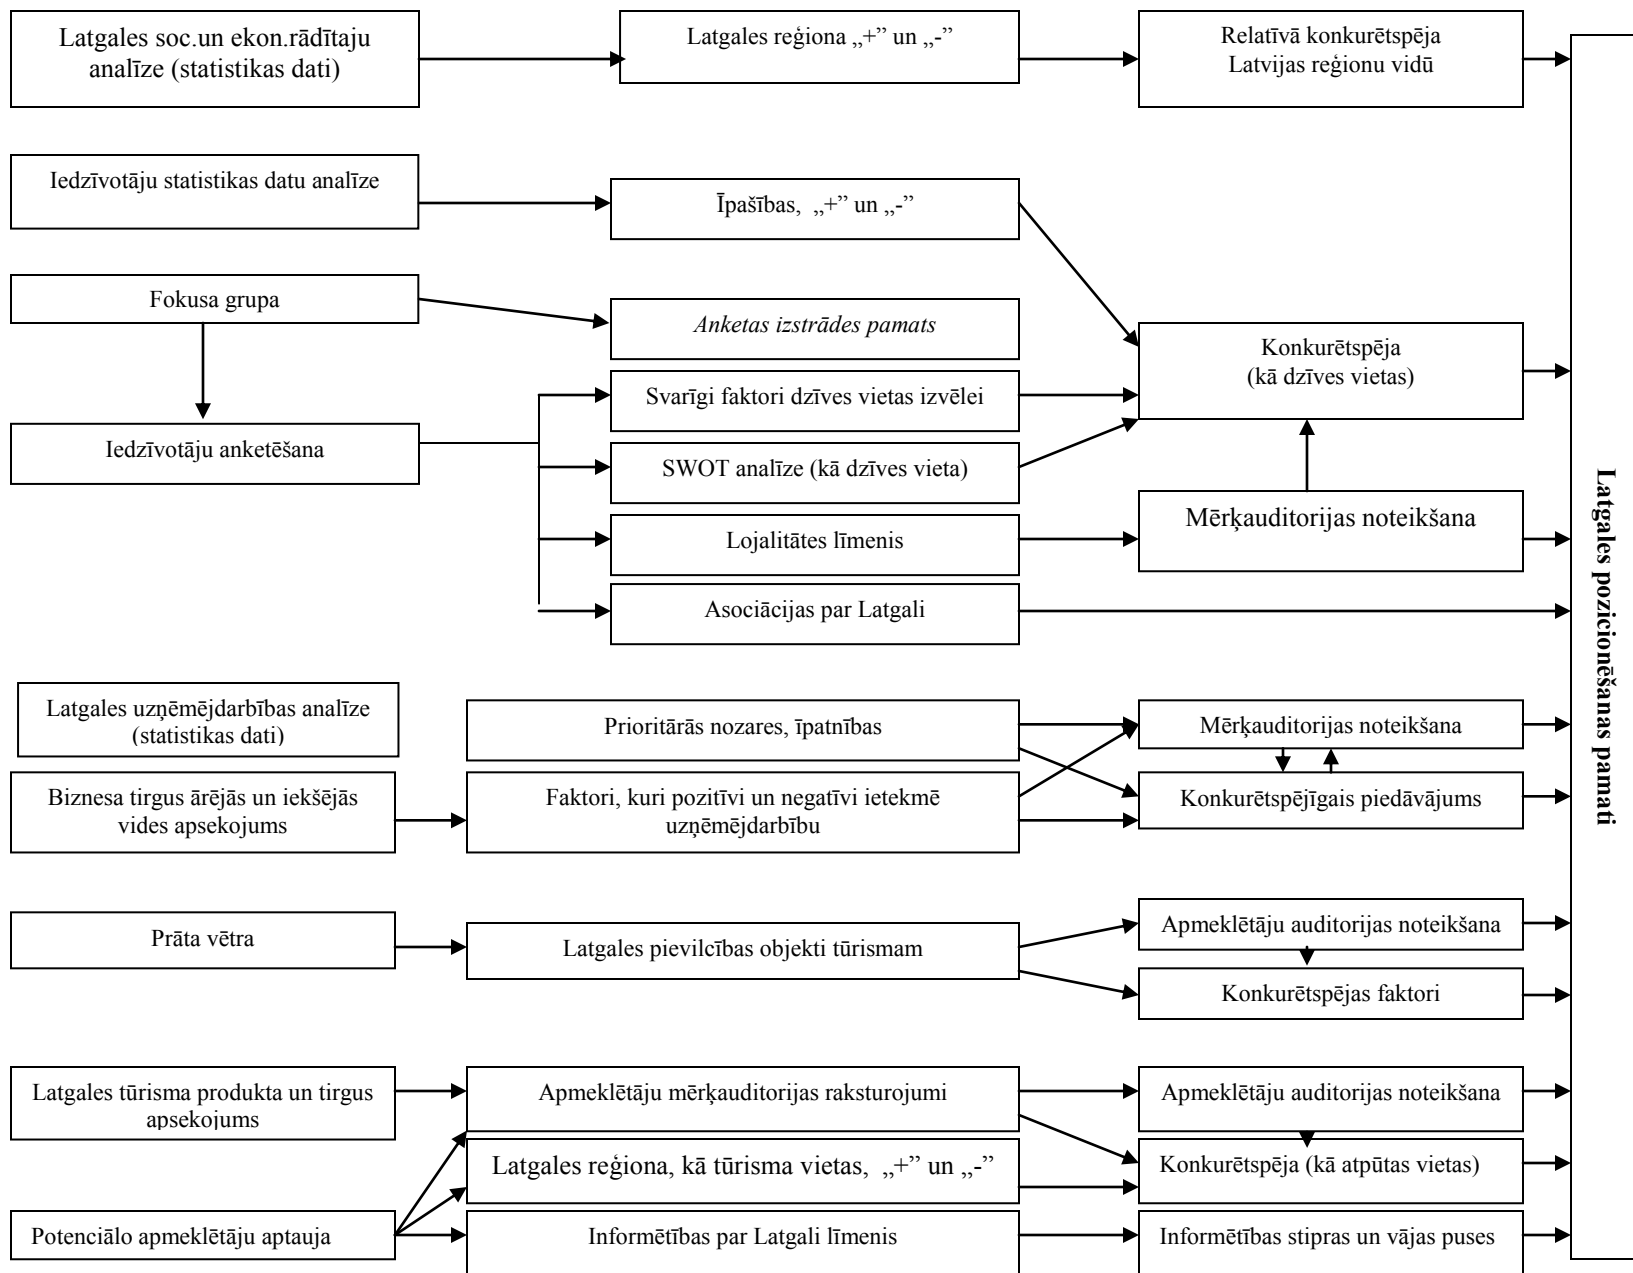 Latgales soc.un ekon.rādītaju
analīze (statistikas dati)
Latgales reģiona „+” un „-”
Relatīvā konkurētspēja
Latvijas reģionu vidū
Iedzīvotāju statistikas datu analīze
Īpašības, „+” un „-”
Fokusa grupa
Anketas izstrādes pamats
Konkurētspēja
(kā dzīves vietas)
Svarīgi faktori dzīves vietas izvēlei
Iedzīvotāju anketēšana
SWOT analīze (kā dzīves vieta)
Mērķauditorijas noteikšana
Lojalitātes līmenis
Asociācijas par Latgali
Latgales pozicionēšanas pamati
Latgales uzņēmējdarbības analīze
(statistikas dati)
Prioritārās nozares, īpatnības
Mērķauditorijas noteikšana
Biznesa tirgus ārējās un iekšējās
vides apsekojums
Faktori, kuri pozitīvi un negatīvi ietekmē
uzņēmējdarbību
Konkurētspējīgais piedāvājums
Prāta vētra
Latgales pievilcības objekti tūrismam
Apmeklētāju auditorijas noteikšana
Konkurētspējas faktori
Latgales tūrisma produkta un tirgus
apsekojums
Apmeklētāju mērķauditorijas raksturojumi
Apmeklētāju auditorijas noteikšana
Latgales reģiona, kā tūrisma vietas, „+” un „-”
Konkurētspēja (kā atpūtas vietas)
Potenciālo apmeklētāju aptauja
Informētības par Latgali līmenis
Informētības stipras un vājas puses